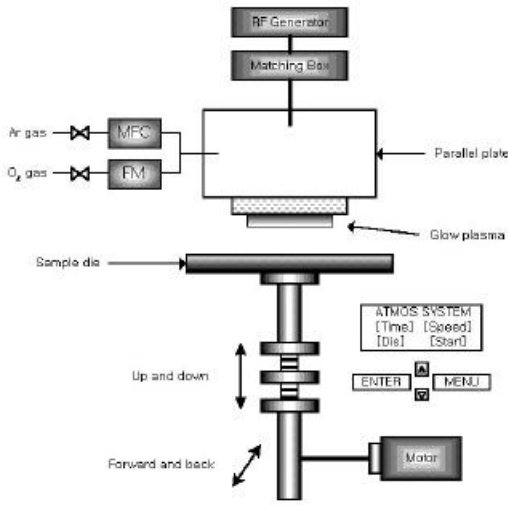 RF Generator
Matching Box
Ar gas
MFC
O₂ gas
FM
Parallel plate
Glow plasma
Sample die
ATMOS SYSTEM
[Time] [Speed]
[Die] [Start]
Up and down
ENTER
MENU
Forward and back
Motor